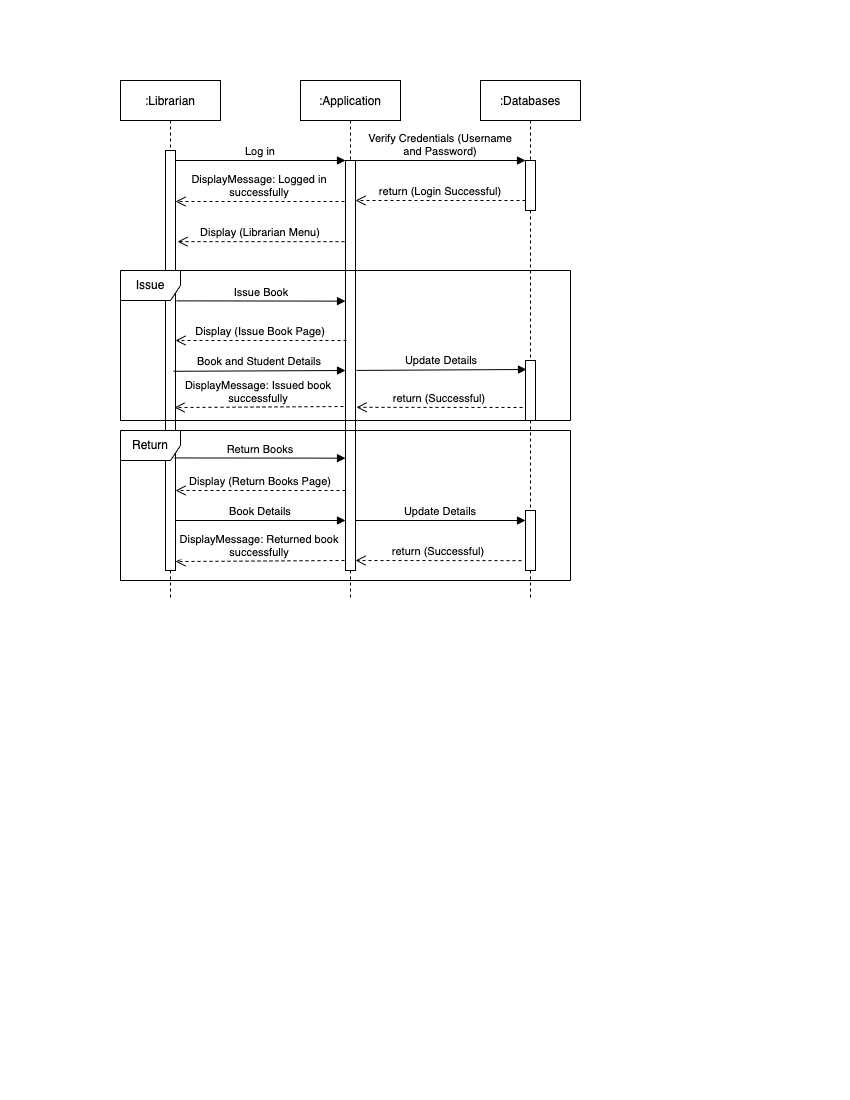 :Librarian
:Application
:Databases
Verify Credentials (Username
and Password)
Log in
DisplayMessage: Logged in
successfully
return (Login Successful)
Display (Librarian Menu)
Issue
Issue Book
Display (Issue Book Page)
Book and Student Details
Update Details
DisplayMessage: Issued book
successfully
return (Successful)
Return
Return Books
Display (Return Books Page)
Book Details
Update Details
DisplayMessage: Returned book
successfully
return (Successful)